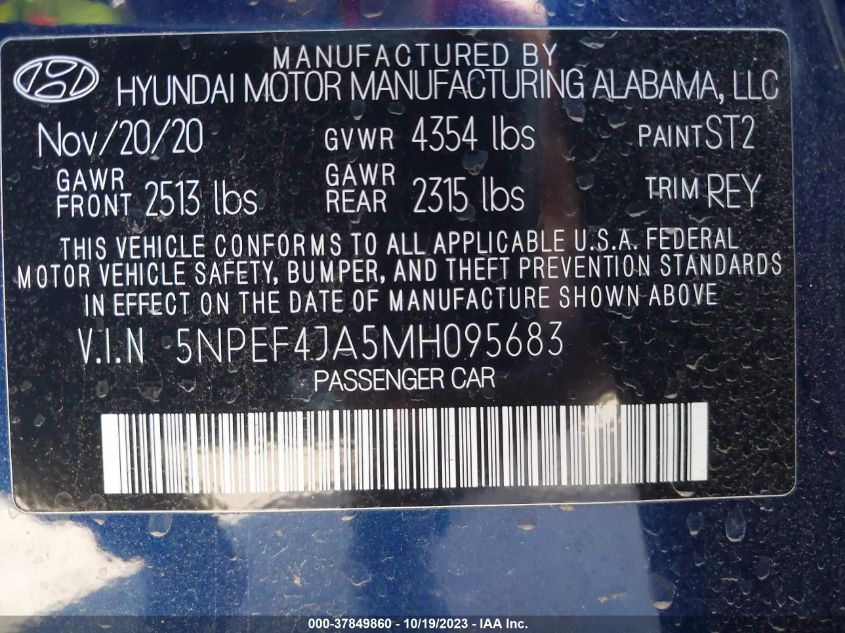 MANUFACTURED BY
HYUNDAI MOTOR MANUFACTURING ALABAMA, LLC
Nov/20/20 GVWR 4354 lbs PAINT ST2
GAWR FRONT 2513 lbs GAWR REAR 2315 lbs TRIM REY
THIS VEHICLE CONFORMS TO ALL APPLICABLE U.S.A. FEDERAL
MOTOR VEHICLE SAFETY, BUMPER, AND THEFT PREVENTION STANDARDS
IN EFFECT ON THE DATE OF MANUFACTURE SHOWN ABOVE
V.I.N 5NPEF4JA5MH095683
PASSENGER CAR
000-37849860 - 10/19/2023 - IAA Inc.